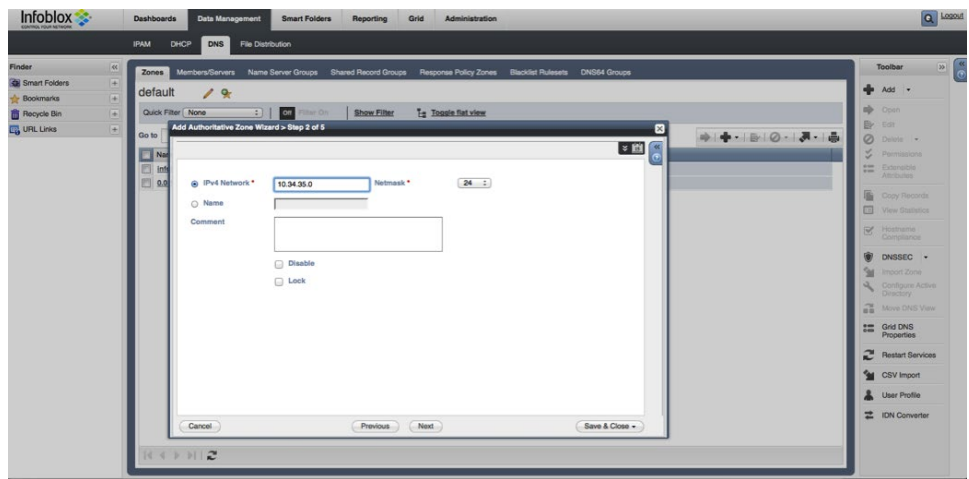 Infoblox
CONTROL YOUR NETWORK
Dashboards Data Management Smart Folders Reporting Grid Administration
Logout
IPAM DHCP DNS File Distribution
Finder
Smart Folders
Bookmarks
Recycle Bin
URL Links
Zones Members/Servers Name Server Groups Shared Record Groups Response Policy Zones Blacklist Rulesets DNS64 Groups
default
Quick Filter None Off Filter On Show Filter Toggle flat view
Go to
Add Authoritative Zone Wizard > Step 2 of 5
IPv4 Network * 10.34.35.0 Netmask * 24
Name
Comment
Disable
Lock
Cancel Previous Next Save & Close
Toolbar
Add
Open
Edit
Delete
Permissions
Extensible
Attributes
Copy Records
View Statistics
Hostname
Compliance
DNSSEC
Import Zone
Configure Active
Directory
Move DNS View
Grid DNS
Properties
Restart Services
CSV Import
User Profile
IDN Converter